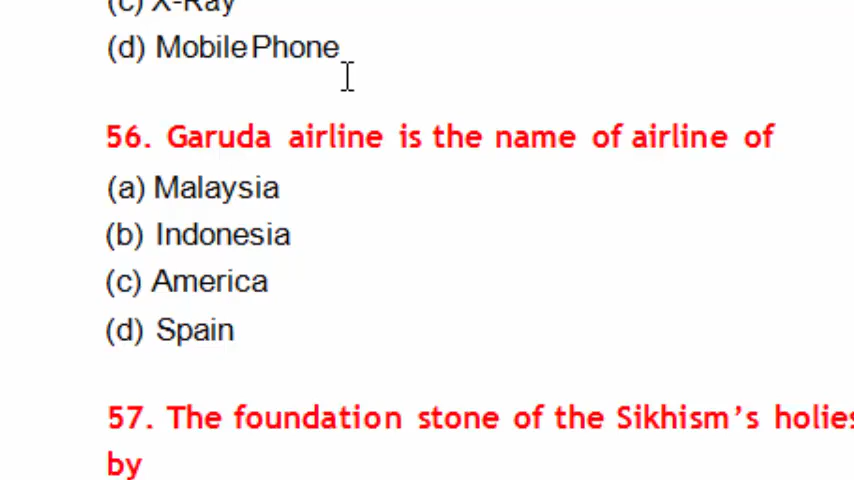 (c) X-Ray
(d) Mobile Phone
56. Garuda airline is the name of airline of
(a) Malaysia
(b) Indonesia
(c) America
(d) Spain
57. The foundation stone of the Sikhism’s holies
by